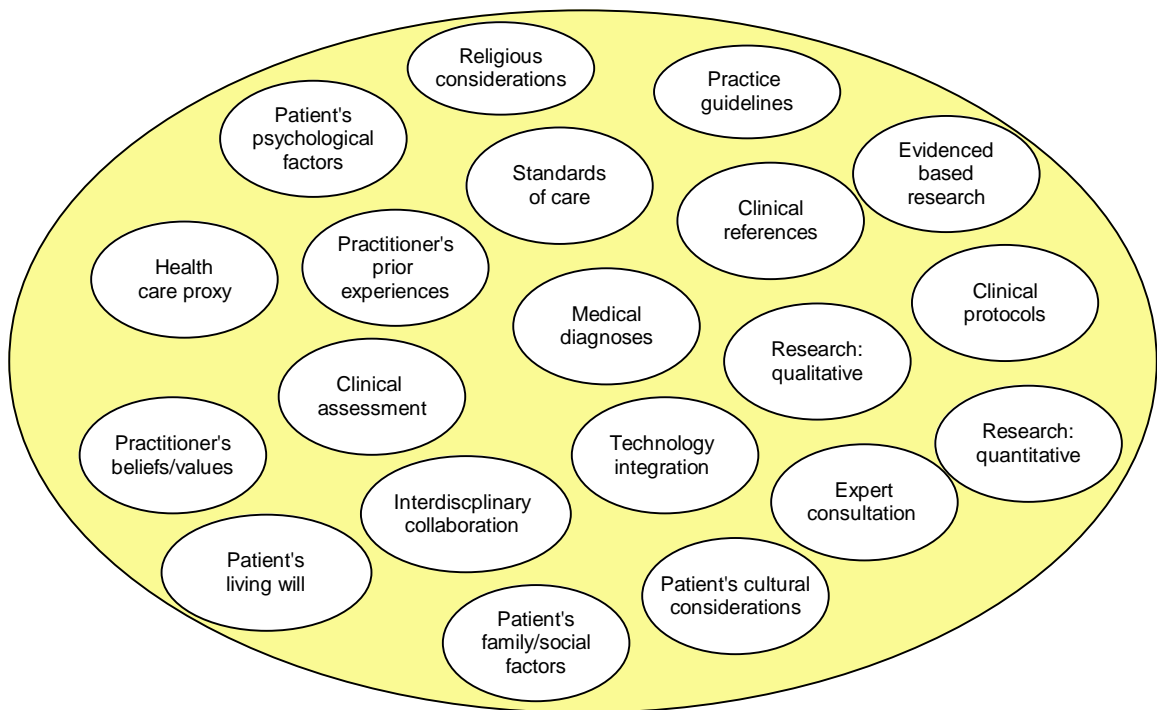 Religious
considerations
Practice
guidelines
Patient's
psychological
factors
Evidenced
based
research
Standards
of care
Clinical
references
Practitioner's
prior
experiences
Health
care proxy
Clinical
protocols
Medical
diagnoses
Research:
qualitative
Clinical
assessment
Practitioner's
beliefs/values
Technology
integration
Research:
quantitative
Interdiscplinary
collaboration
Expert
consultation
Patient's
living will
Patient's cultural
considerations
Patient's
family/social
factors